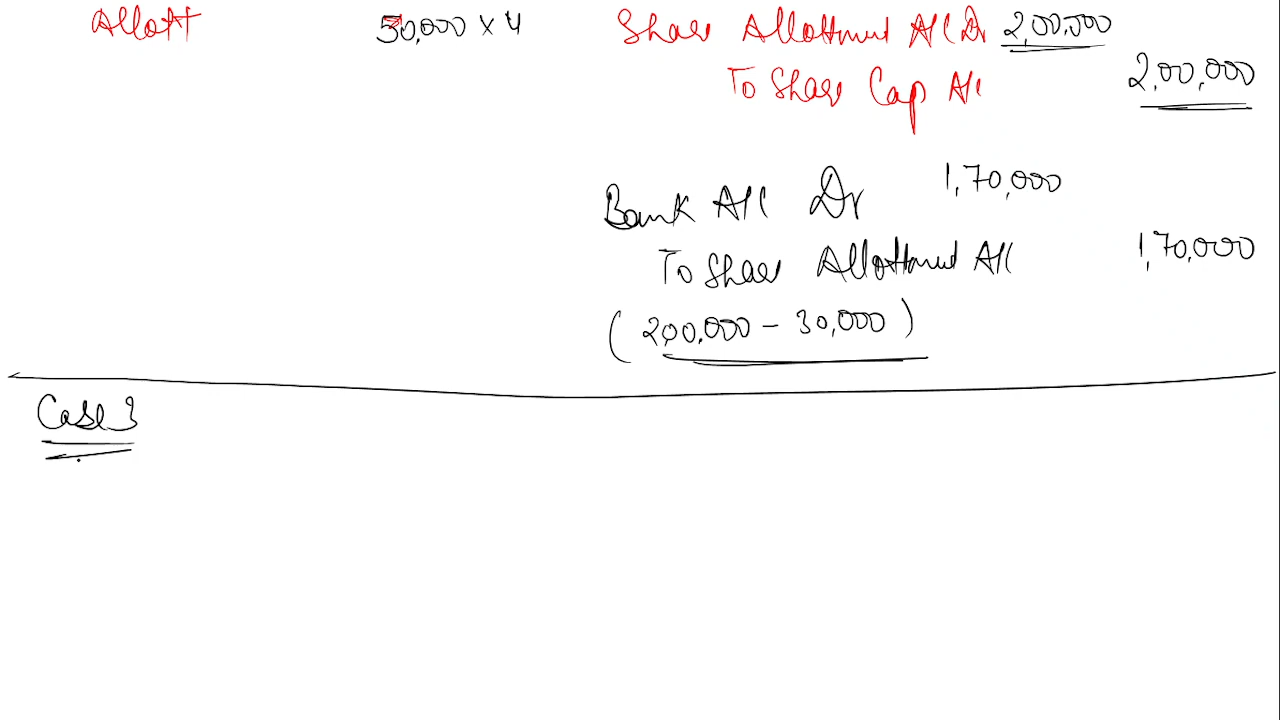 Allott 50,000 × 4 Share Allotment A/C Dr 2,00,000
To Share Cap A/C 2,00,000
Bank A/C Dr 1,70,000
To Share Allotment A/C 1,70,000
(200,000 - 30,000)
Case 3